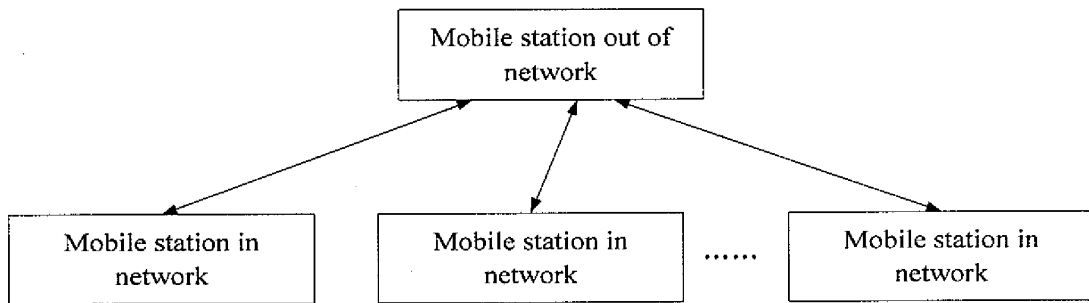 Mobile station out of
network
Mobile station in
network
Mobile station in
network
......
Mobile station in
network